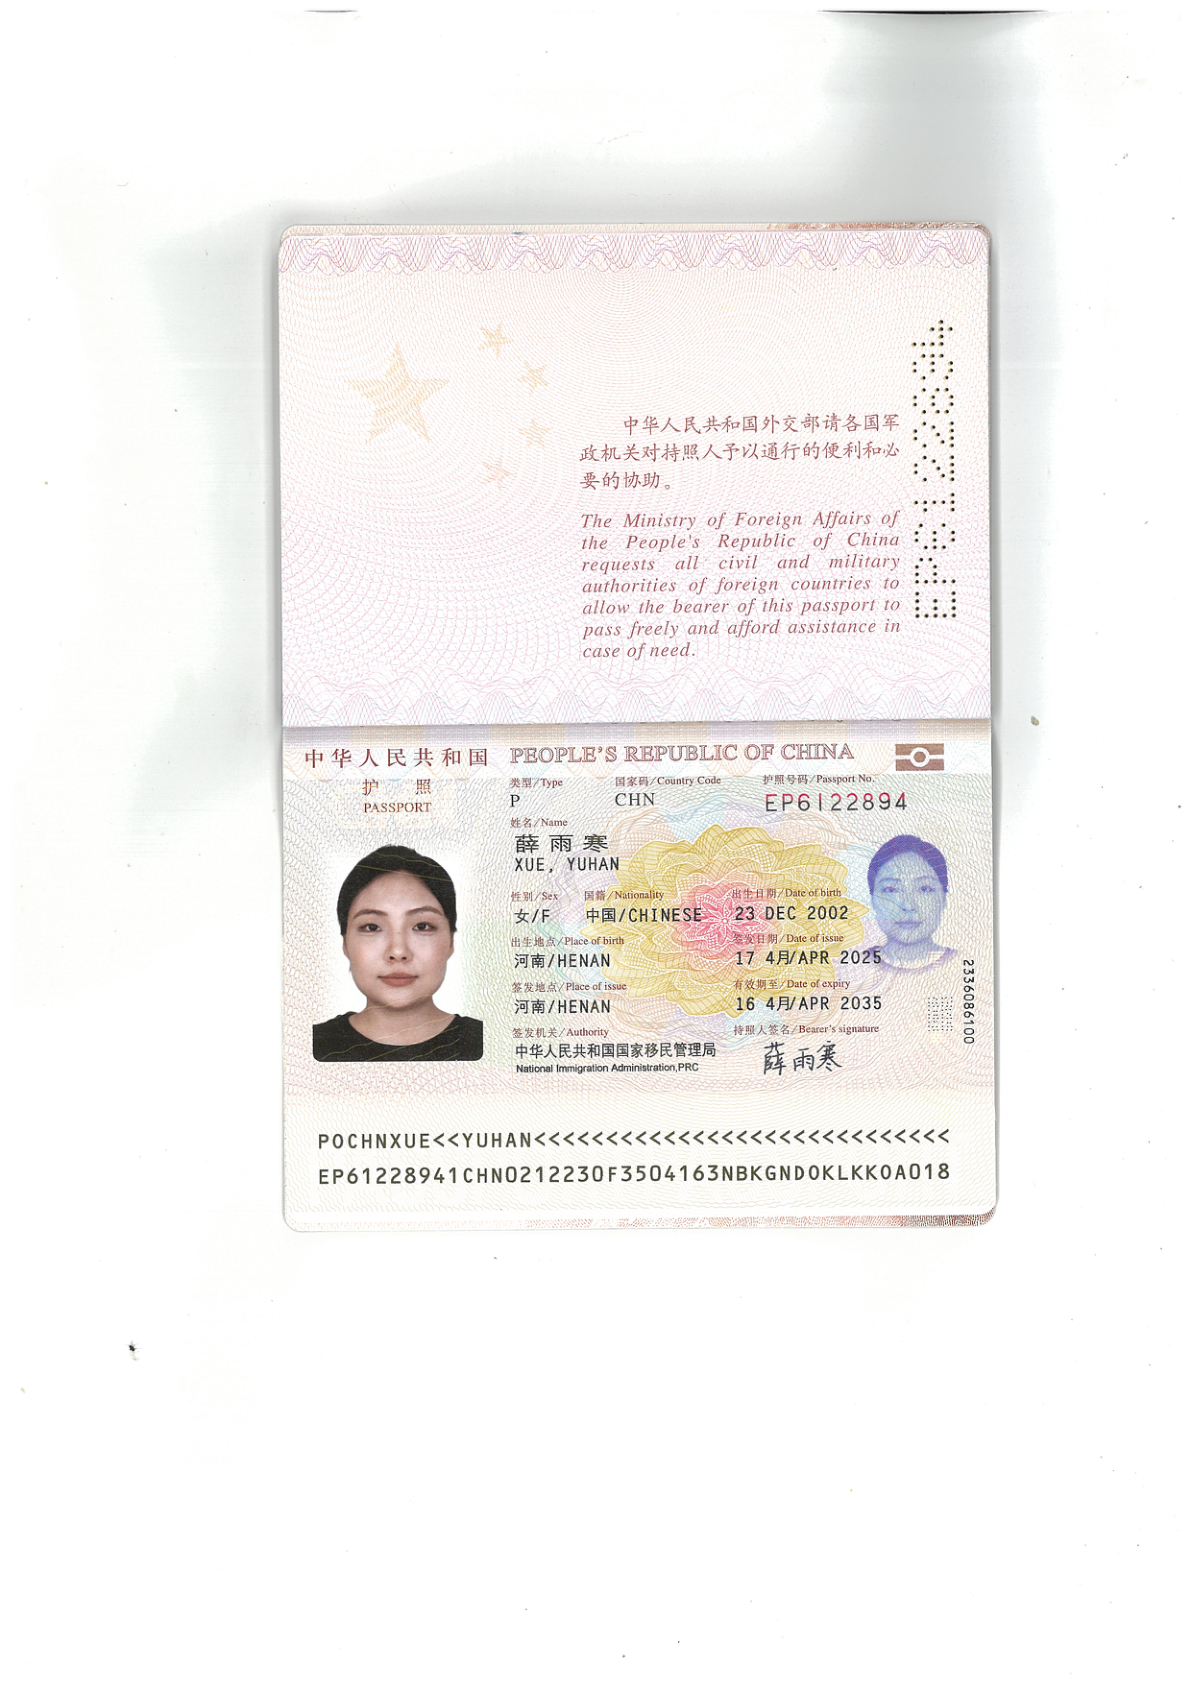 中华人民共和国外交部请各国军
政机关对持照人予以通行的便利和必
要的协助。
The Ministry of Foreign Affairs of
the People's Republic of China
requests all civil and military
authorities of foreign countries to
allow the bearer of this passport to
pass freely and afford assistance in
case of need.
EP6122894
中华人民共和国 PEOPLE'S REPUBLIC OF CHINA
护 照
PASSPORT
类型/Type 国家码/Country Code 护照号码/Passport No.
P CHN EP6122894
姓名/Name
薛雨寒
XUE, YUHAN
性别/Sex 国籍/Nationality 出生日期/Date of birth
女/F 中国/CHINESE 23 DEC 2002
出生地点/Place of birth 签发日期/Date of issue
河南/HENAN 17 4月/APR 2025
签发地点/Place of issue 有效期至/Date of expiry
河南/HENAN 16 4月/APR 2035
签发机关/Authority 持照人签名/Bearer's signature
中华人民共和国国家移民管理局 薛雨寒
National Immigration Administration,PRC
2336086100
POCHNXUE<<YUHAN<<<<<<<<<<<<<<<<<<<<<<<<<<<<<
EP61228941CHN0212230F3504163NBKGNDOKLKKOA018